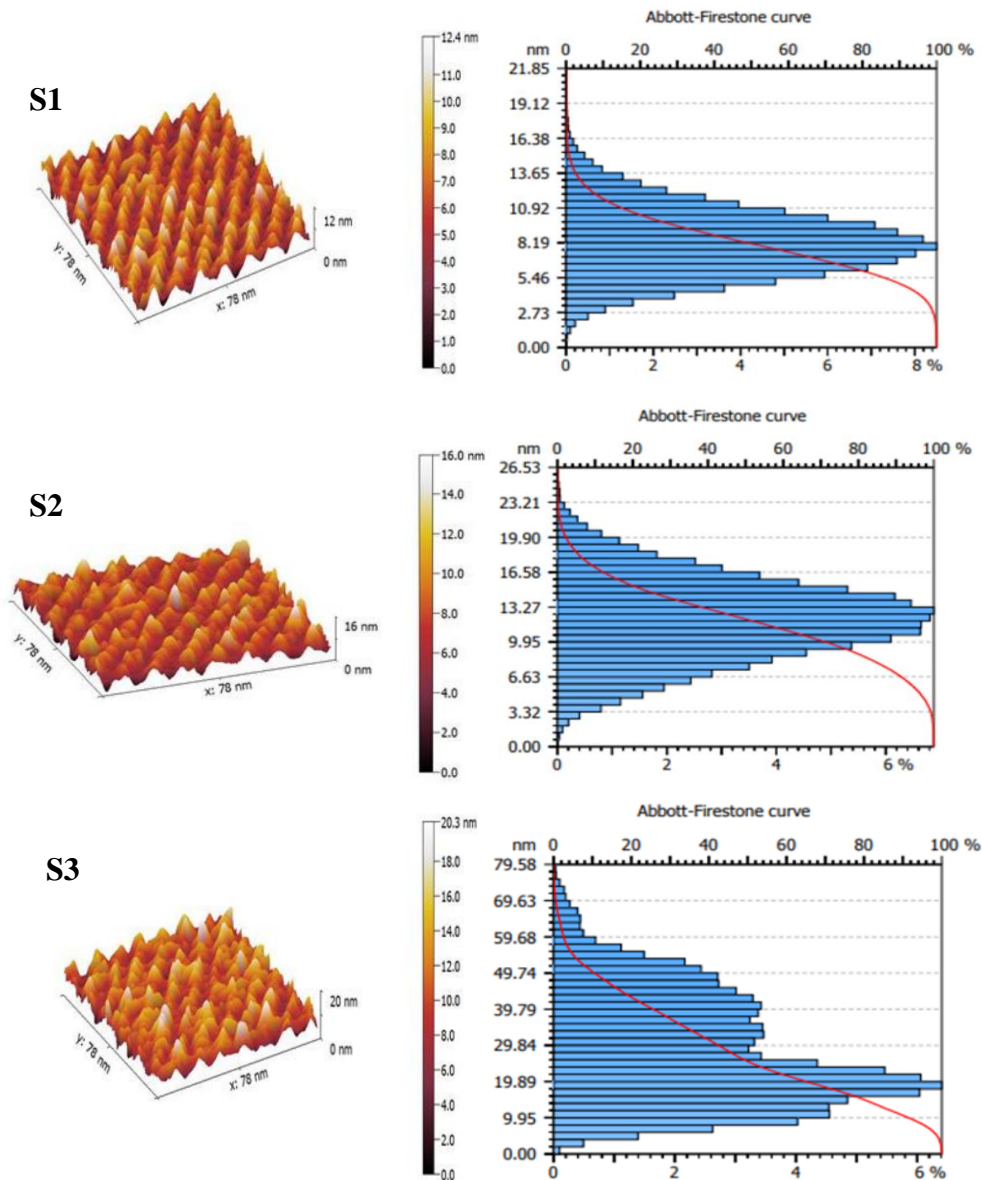 S1
12.4 nm
11.0
10.0
9.0
8.0
7.0
6.0
5.0
4.0
3.0
2.0
1.0
0.0
12 nm
0 nm
y: 78 nm
x: 78 nm
Abbott-Firestone curve
nm 0 20 40 60 80 100 %
21.85
19.12
16.38
13.65
10.92
8.19
5.46
2.73
0.00
0 2 4 6 8 %
S2
16.0 nm
14.0
12.0
10.0
8.0
6.0
4.0
2.0
0.0
16 nm
0 nm
y: 78 nm
x: 78 nm
Abbott-Firestone curve
nm 0 20 40 60 80 100 %
26.53
23.21
19.90
16.58
13.27
9.95
6.63
3.32
0.00
0 2 4 6 %
S3
20.3 nm
18.0
16.0
14.0
12.0
10.0
8.0
6.0
4.0
2.0
0.0
20 nm
0 nm
y: 78 nm
x: 78 nm
Abbott-Firestone curve
nm 0 20 40 60 80 100 %
79.58
69.63
59.68
49.74
39.79
29.84
19.89
9.95
0.00
0 2 4 6 %